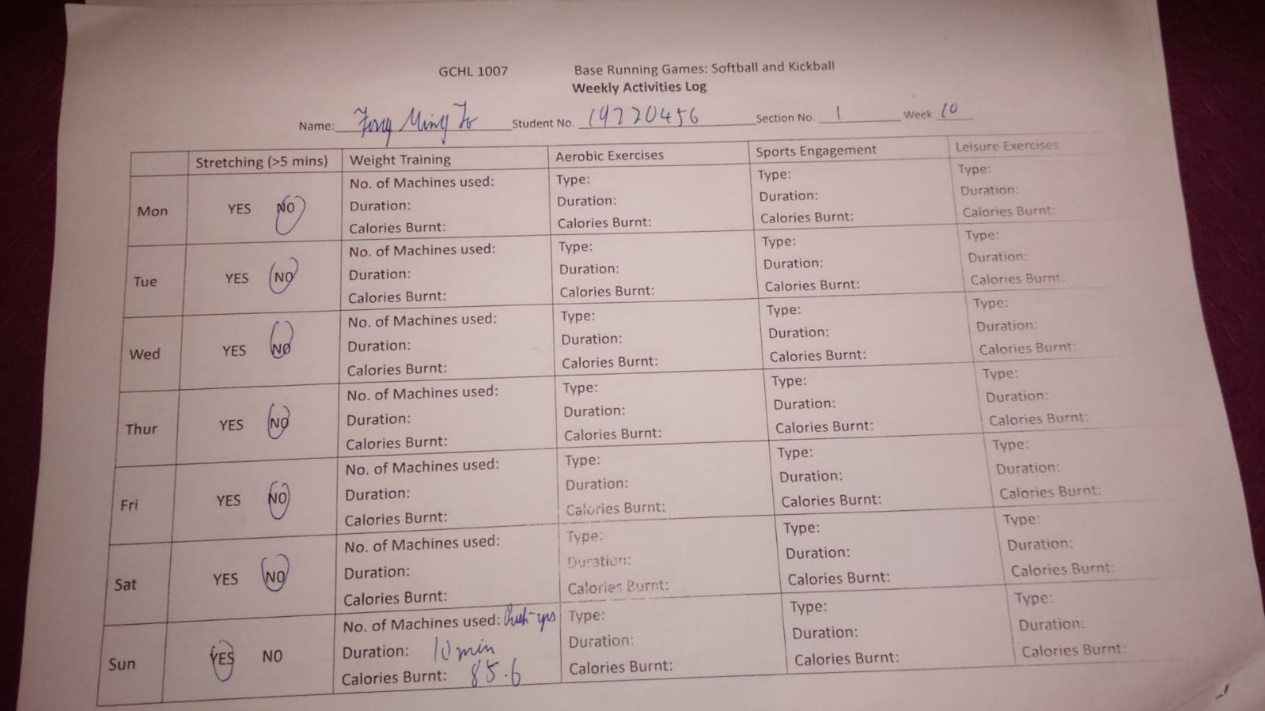 GCHL 1007 Base Running Games: Softball and Kickball
Weekly Activities Log
Name: Fong Ming To Student No. 19220456 Section No. 1 Week 10
Stretching (>5 mins) Weight Training Aerobic Exercises Sports Engagement Leisure Exercises
No. of Machines used: Type: Type: Type:
Mon YES NO Duration: Duration: Duration: Duration:
Calories Burnt: Calories Burnt: Calories Burnt: Calories Burnt:
No. of Machines used: Type: Type: Type:
Tue YES NO Duration: Duration: Duration: Duration:
Calories Burnt: Calories Burnt: Calories Burnt: Calories Burnt:
No. of Machines used: Type: Type: Type:
Wed YES NO Duration: Duration: Duration: Duration:
Calories Burnt: Calories Burnt: Calories Burnt: Calories Burnt:
No. of Machines used: Type: Type: Type:
Thur YES NO Duration: Duration: Duration: Duration:
Calories Burnt: Calories Burnt: Calories Burnt: Calories Burnt:
No. of Machines used: Type: Type: Type:
Fri YES NO Duration: Duration: Duration: Duration:
Calories Burnt: Calories Burnt: Calories Burnt: Calories Burnt:
No. of Machines used: Type: Type: Type:
Sat YES NO Duration: Duration: Duration: Duration:
Calories Burnt: Calories Burnt: Calories Burnt: Calories Burnt:
No. of Machines used: Push-ups Type: Type: Type:
Sun YES NO Duration: 10 min Duration: Duration: Duration:
Calories Burnt: 85.6 Calories Burnt: Calories Burnt: Calories Burnt: